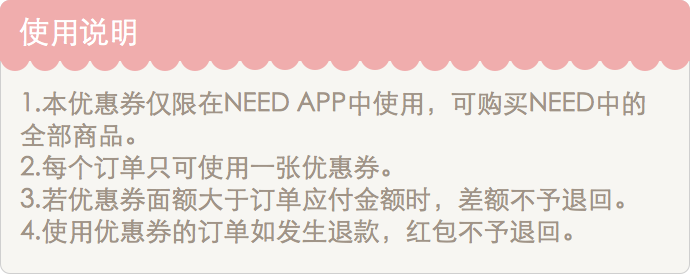 使用说明
1.本优惠券仅限在NEED APP中使用，可购买NEED中的
全部商品。
2.每个订单只可使用一张优惠券。
3.若优惠券面额大于订单应付金额时，差额不予退回。
4.使用优惠券的订单如发生退款，红包不予退回。